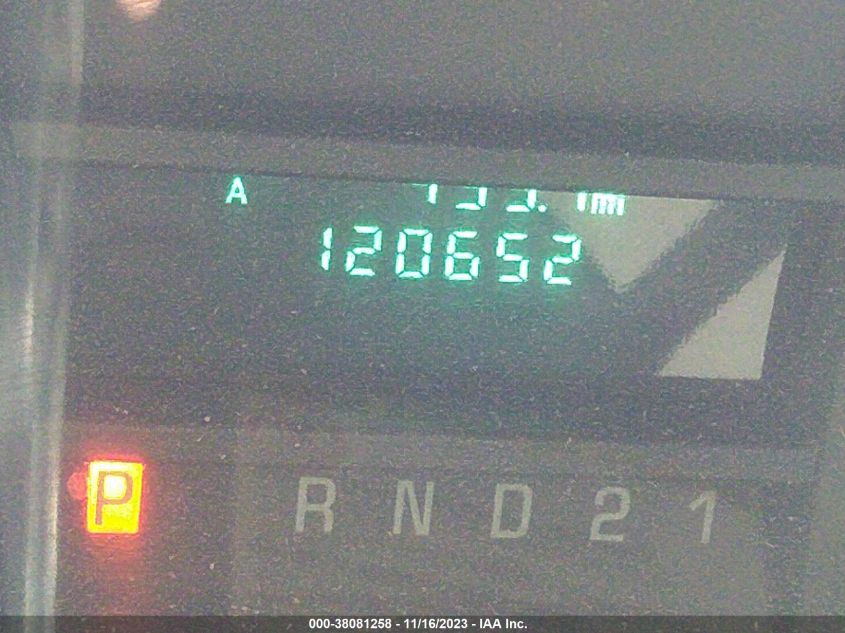 A
120652
P R N D 2 1
000-38081258 - 11/16/2023 - IAA Inc.